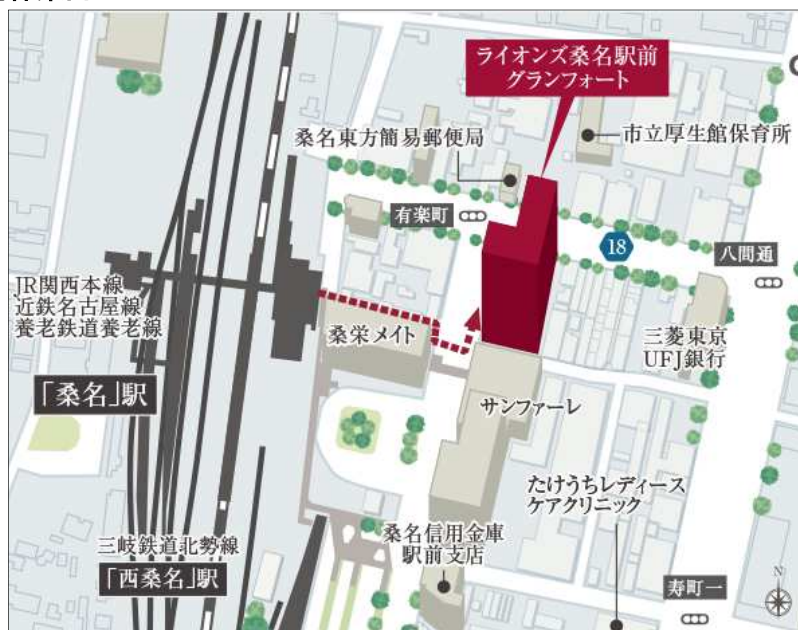 ライオンズ桑名駅前
グランフォート
桑名東方簡易郵便局
市立厚生館保育所
有楽町
18
八間通
JR関西本線
近鉄名古屋線
養老鉄道養老線
桑栄メイト
三菱東京
UFJ銀行
「桑名」駅
サンファーレ
たけうちレディース
ケアクリニック
桑名信用金庫
駅前支店
三岐鉄道北勢線
「西桑名」駅
寿町一
N